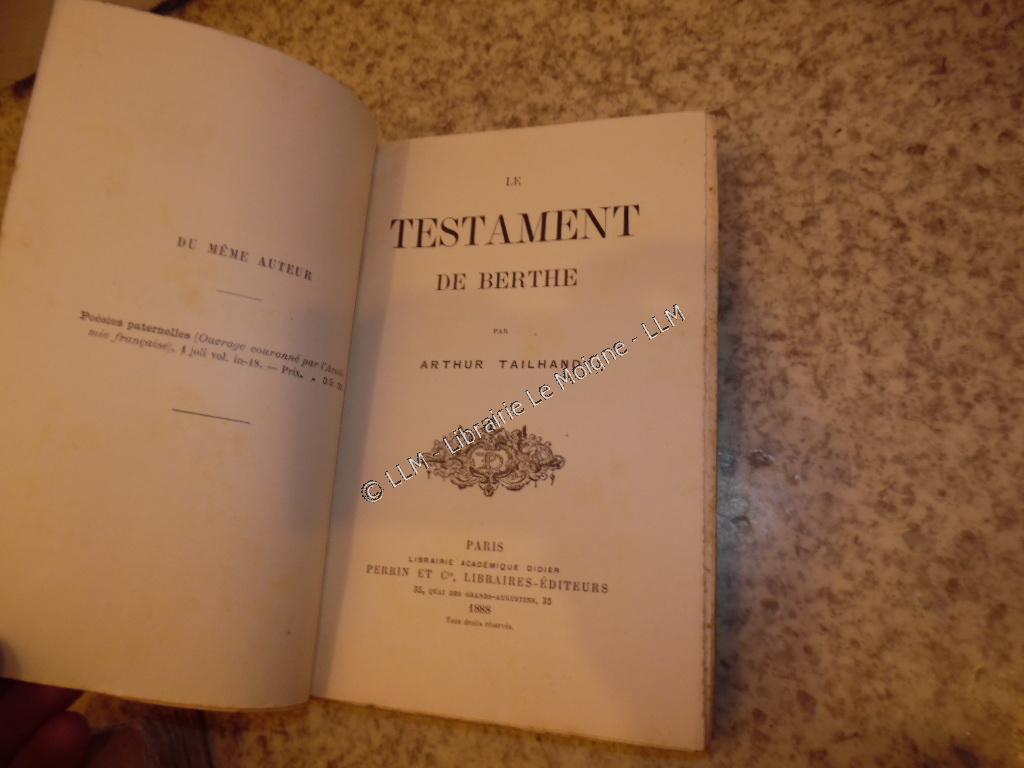 DU MÊME AUTEUR
Poésies paternelles (Ouvrage couronné par l'Acadé-
mie française), 1 joli vol. in-18. — Prix. »
LE
TESTAMENT
DE BERTHE
PAR
ARTHUR TAILHAND
PARIS
LIBRAIRIE ACADÉMIQUE DIDIER
PERRIN ET Cie, LIBRAIRES-ÉDITEURS
35, QUAI DES GRANDS-AUGUSTINS, 35
1888
Tous droits réservés.
© LLM - Librairie Le Moigne - LLM